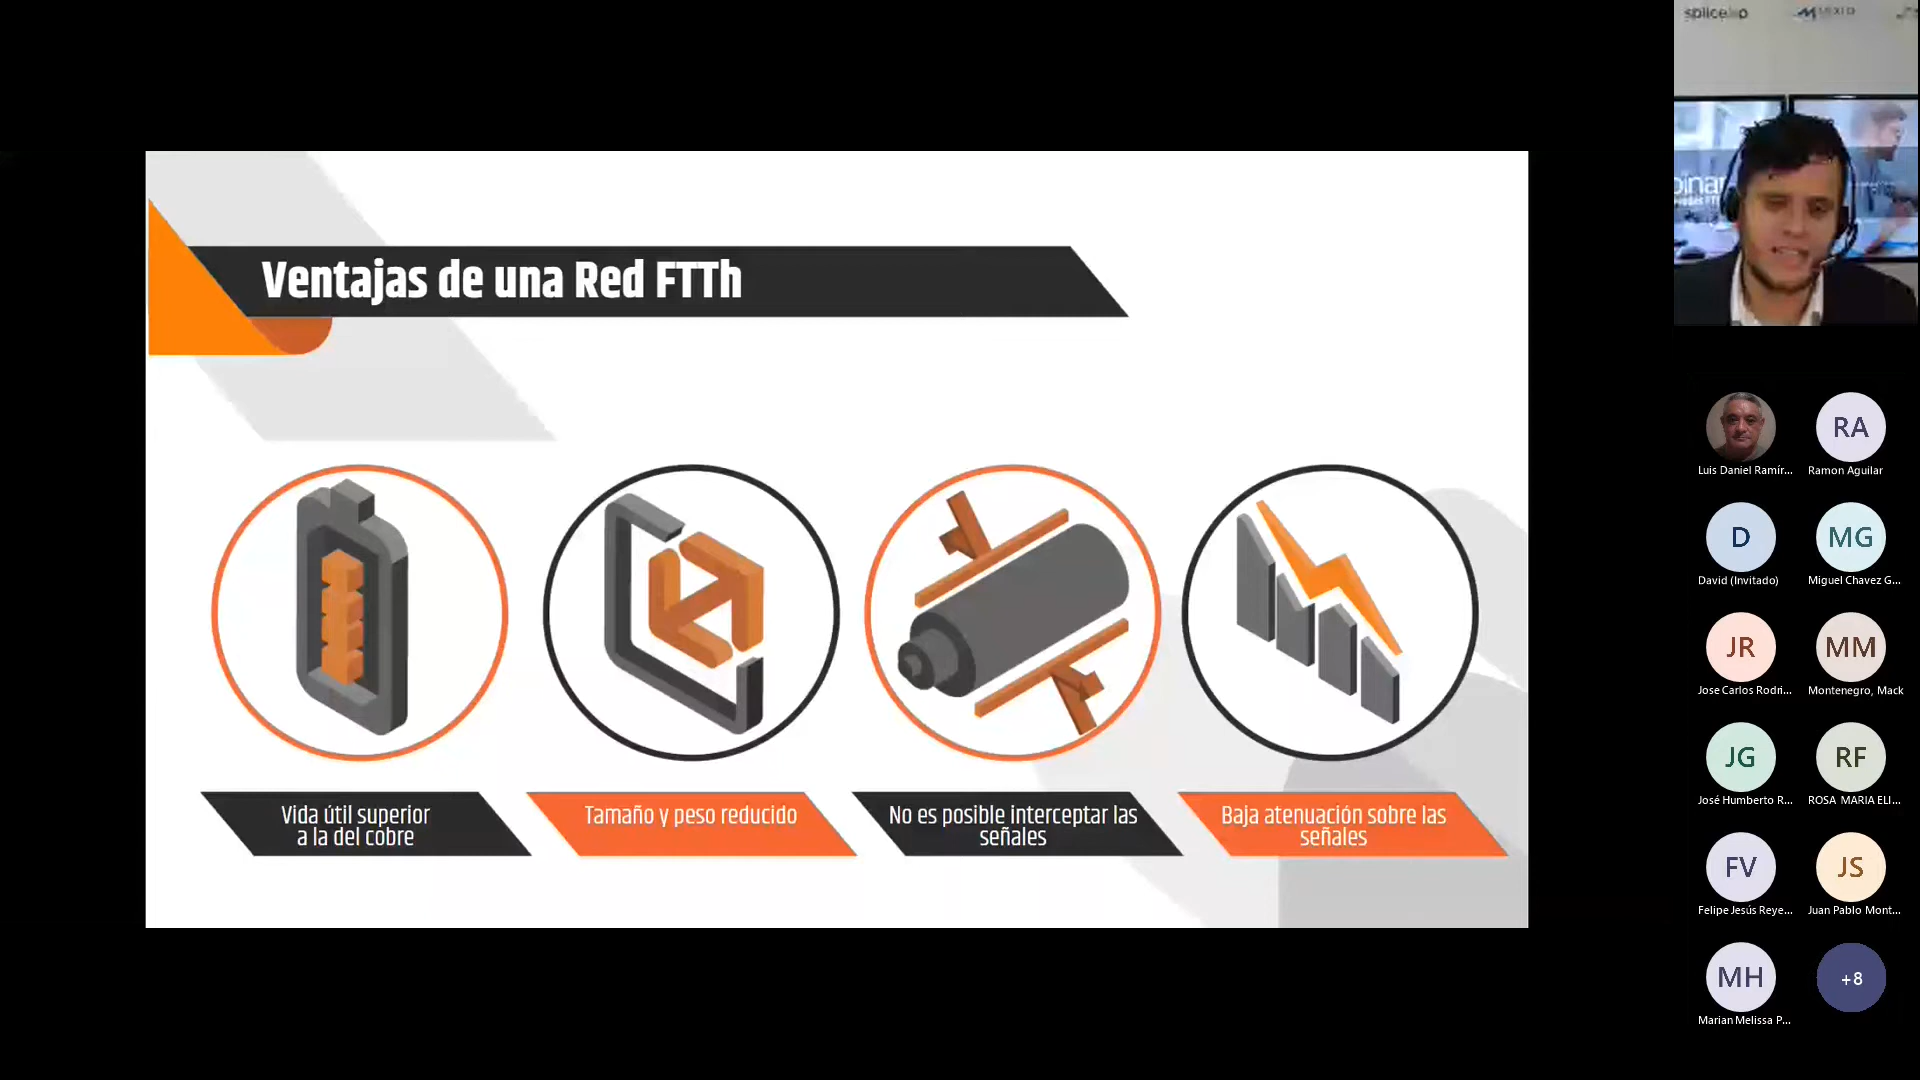 Ventajas de una Red FTTh
Vida útil superior
a la del cobre
Tamaño y peso reducido
No es posible interceptar las
señales
Baja atenuación sobre las
señales
Luis Daniel Ramír...
RA
Ramon Aguilar
D
David (Invitado)
MG
Miguel Chavez G...
JR
Jose Carlos Rodri...
MM
Montenegro, Mack
JG
José Humberto R...
RF
ROSA MARIA ELI...
FV
Felipe Jesús Reye...
JS
Juan Pablo Mont...
MH
Marian Melissa P...
+8